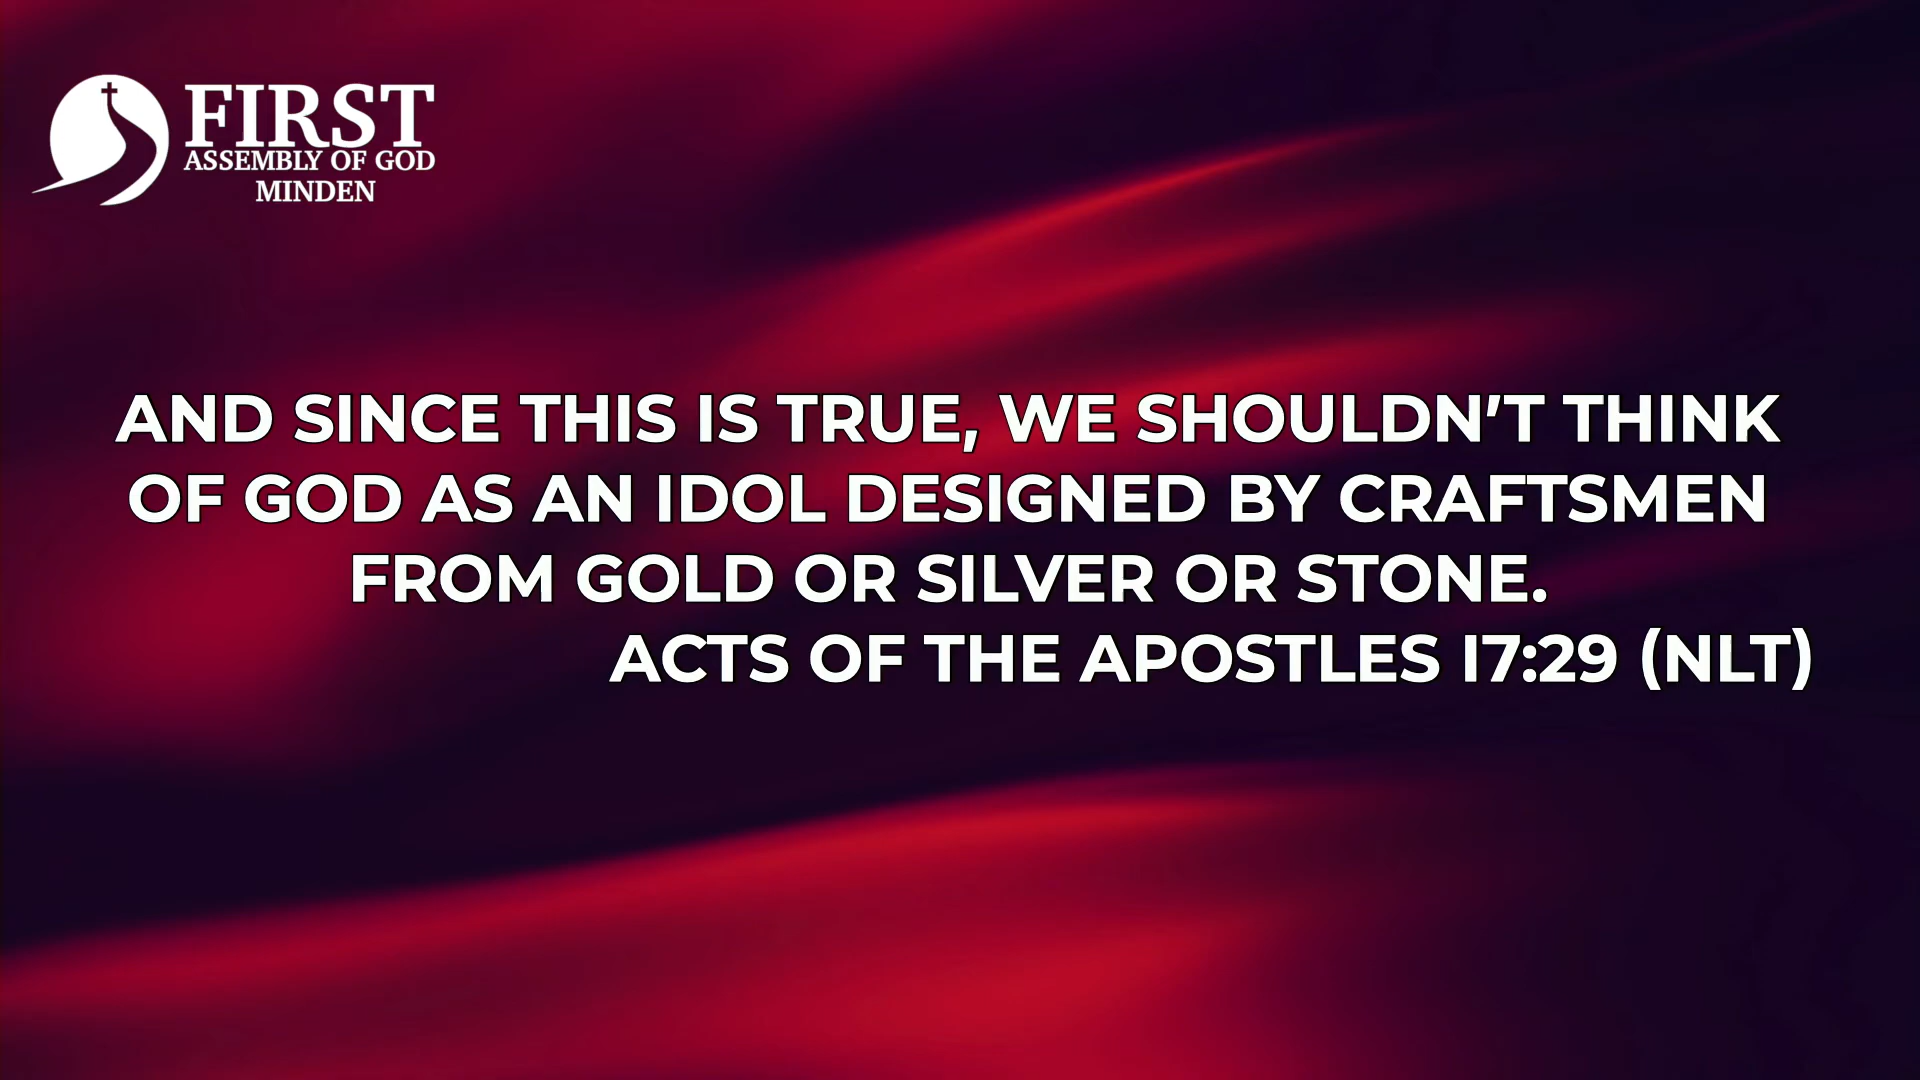 FIRST
ASSEMBLY OF GOD
MINDEN
AND SINCE THIS IS TRUE, WE SHOULDN’T THINK
OF GOD AS AN IDOL DESIGNED BY CRAFTSMEN
FROM GOLD OR SILVER OR STONE.
ACTS OF THE APOSTLES 17:29 (NLT)